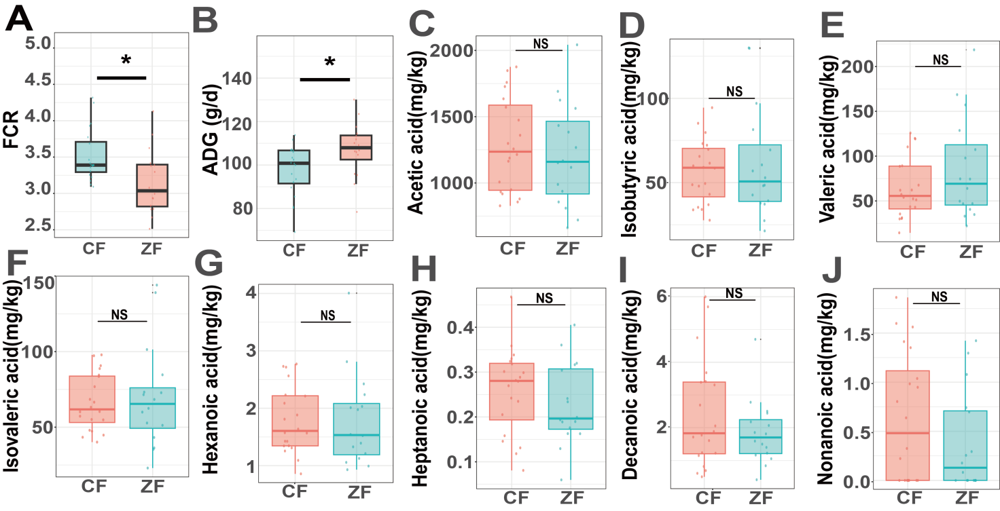 A
FCR
5.0
4.5
4.0
3.5
3.0
2.5
*
CF
ZF
B
ADG (g/d)
140
120
100
80
*
CF
ZF
C
Acetic acid(mg/kg)
2000
1500
1000
NS
CF
ZF
D
Isobutyric acid(mg/kg)
100
50
NS
CF
ZF
E
Valeric acid(mg/kg)
200
150
100
50
NS
CF
ZF
F
Isovaleric acid(mg/kg)
150
100
50
NS
CF
ZF
G
Hexanoic acid(mg/kg)
4
3
2
1
NS
CF
ZF
H
Heptanoic acid(mg/kg)
0.4
0.3
0.2
0.1
NS
CF
ZF
I
Decanoic acid(mg/kg)
6
4
2
NS
CF
ZF
J
Nonanoic acid(mg/kg)
1.5
1.0
0.5
0.0
NS
CF
ZF